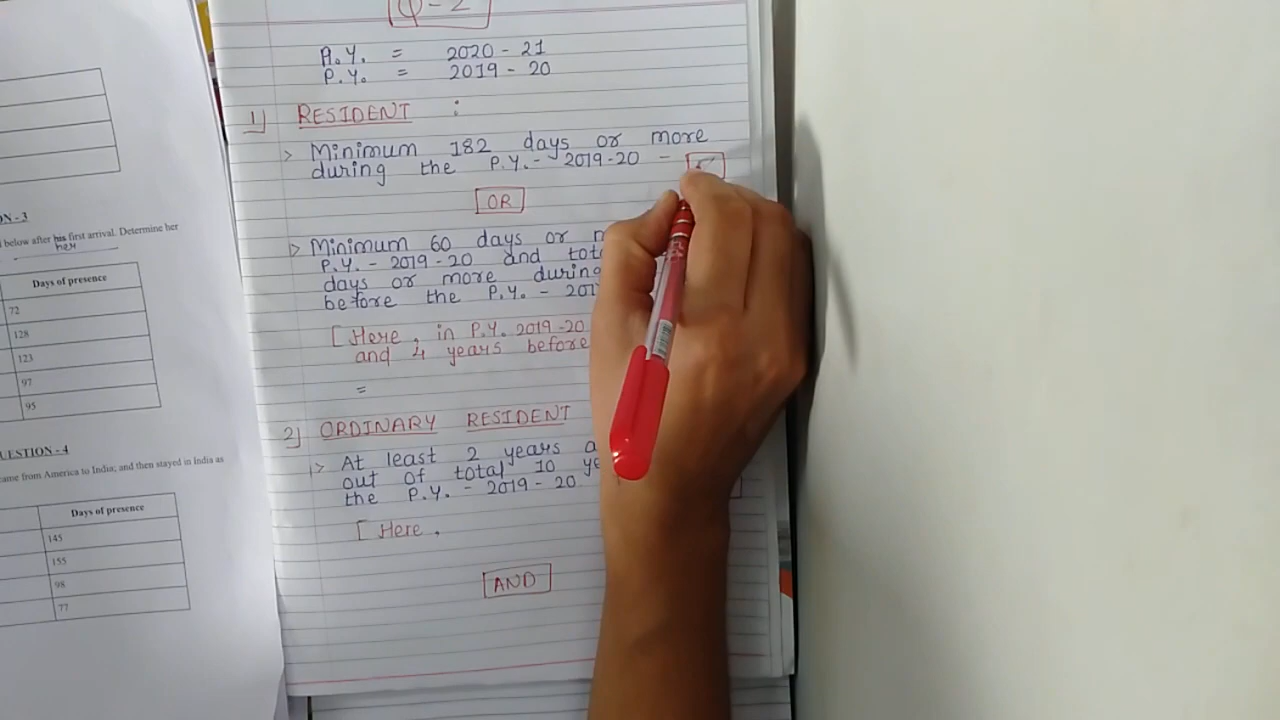 Q-2
A.Y. = 2020-21
P.Y. = 2019-20
1] RESIDENT :
> Minimum 182 days or more
during the P.Y. - 2019-20 -
OR
> Minimum 60 days or
P.Y. - 2019-20 and
days or more during
before the P.Y. -
[Here, in P.Y. 2019-20
and 4 years before
=
2] ORDINARY RESIDENT
1> At least 2 years
out of total 10
the P.Y. - 2019-20
[Here,
AND
ON-3
below after his first arrival. Determine her
her
Days of presence
72
128
123
97
95
UESTION-4
came from America to India; and then stayed in India as
Days of presence
145
155
98
77